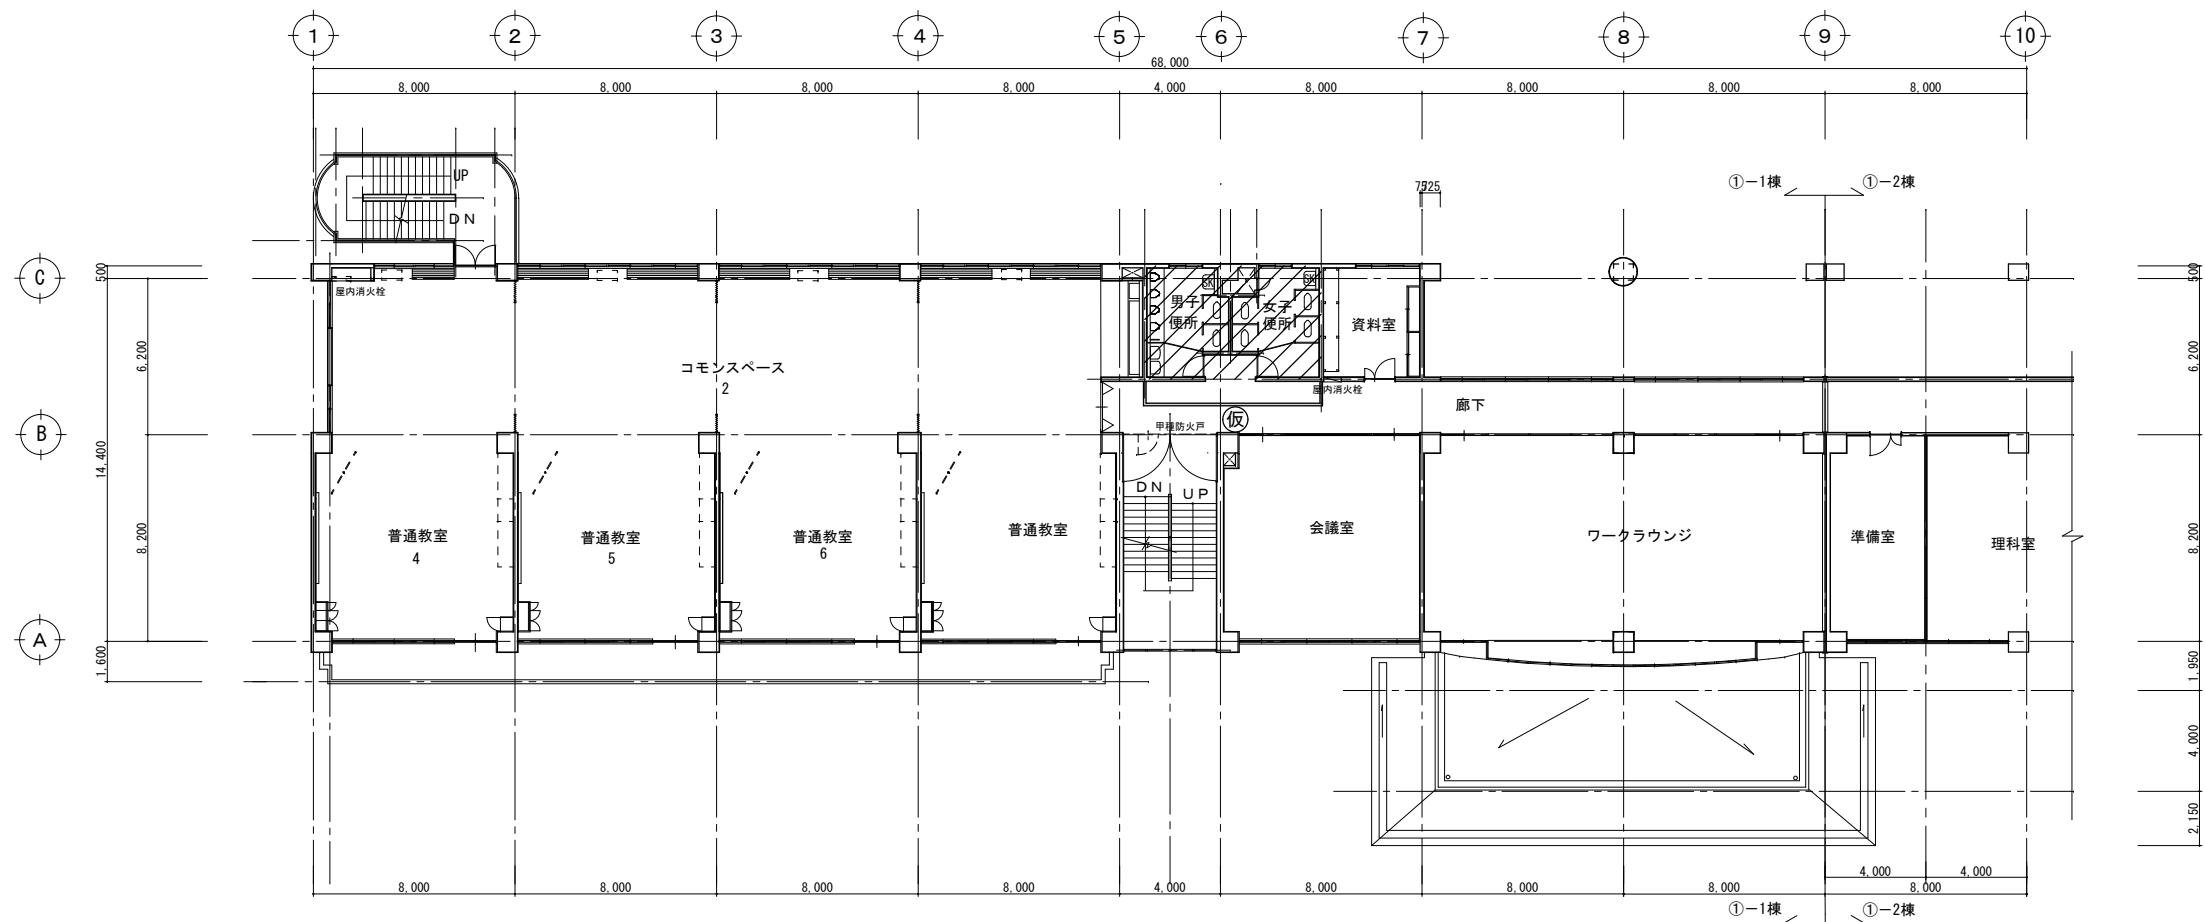 1 2 3 4 5 6 7 8 9 10
68,000
8,000 8,000 8,000 8,000 4,000 8,000 8,000 8,000 8,000
UP
DN
①-1棟 ①-2棟
C
500
屋内消火栓
SK
SK
男子
便所
女子
便所
資料室
500
6,200
コモンスペース
2
屋内消火栓
廊下
6,200
B
仮
甲種防火戸
14,400
DN UP
8,200
普通教室
4
普通教室
5
普通教室
6
普通教室
会議室
ワークラウンジ
準備室
理科室
8,200
A
1,600
1,950
4,000
2,150
4,000 4,000
8,000 8,000 8,000 8,000 4,000 8,000 8,000 8,000 8,000
①-1棟 ①-2棟